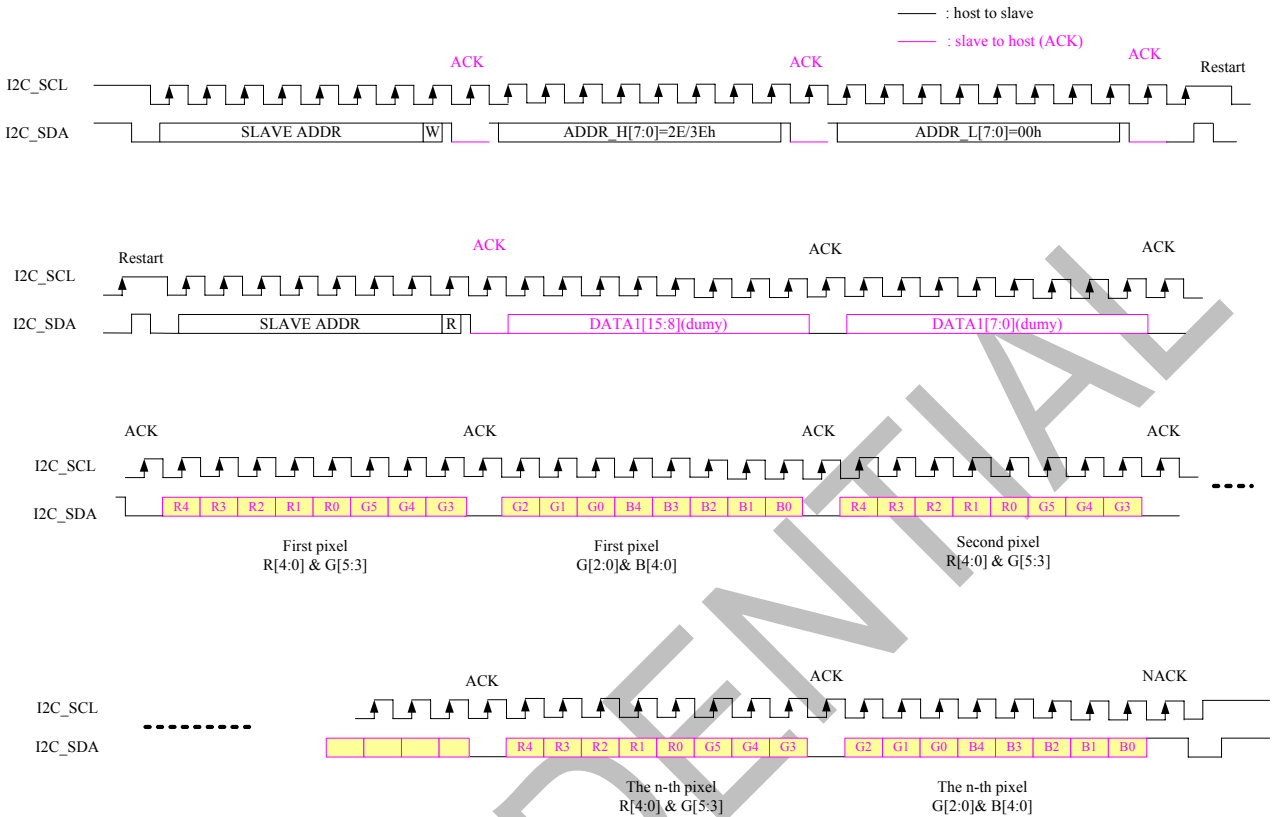 : host to slave
: slave to host (ACK)
ACK ACK ACK Restart
I2C_SCL
I2C_SDA SLAVE ADDR W ADDR_H[7:0]=2E/3Eh ADDR_L[7:0]=00h
Restart ACK ACK ACK
I2C_SCL
I2C_SDA SLAVE ADDR R DATA1[15:8](dumy) DATA1[7:0](dumy)
ACK ACK ACK ACK
I2C_SCL
I2C_SDA R4 R3 R2 R1 R0 G5 G4 G3 G2 G1 G0 B4 B3 B2 B1 B0 R4 R3 R2 R1 R0 G5 G4 G3
First pixel First pixel Second pixel
R[4:0] & G[5:3] G[2:0]& B[4:0] R[4:0] & G[5:3]
ACK ACK NACK
I2C_SCL
I2C_SDA R4 R3 R2 R1 R0 G5 G4 G3 G2 G1 G0 B4 B3 B2 B1 B0
The n-th pixel The n-th pixel
R[4:0] & G[5:3] G[2:0]& B[4:0]
DENTIAL